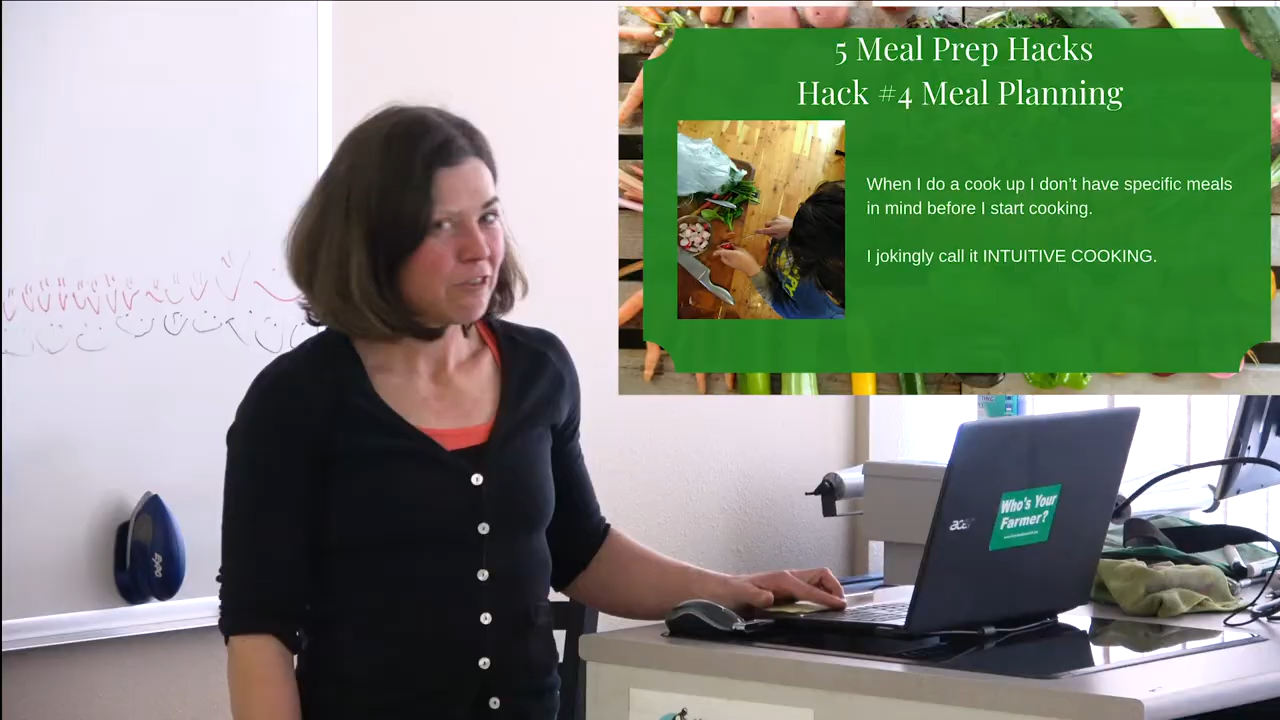 5 Meal Prep Hacks
Hack #4 Meal Planning
When I do a cook up I don't have specific meals
in mind before I start cooking.
I jokingly call it INTUITIVE COOKING.
Who's Your
Farmer?
acer
Expo